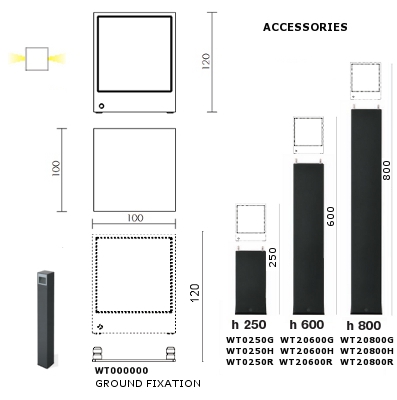 ACCESSORIES
120
100
100
120
WT000000
GROUND FIXATION
250
600
800
h 250
h 600
h 800
WT0250G WT20600G WT20800G
WT0250H WT20600H WT20800H
WT0250R WT20600R WT20800R